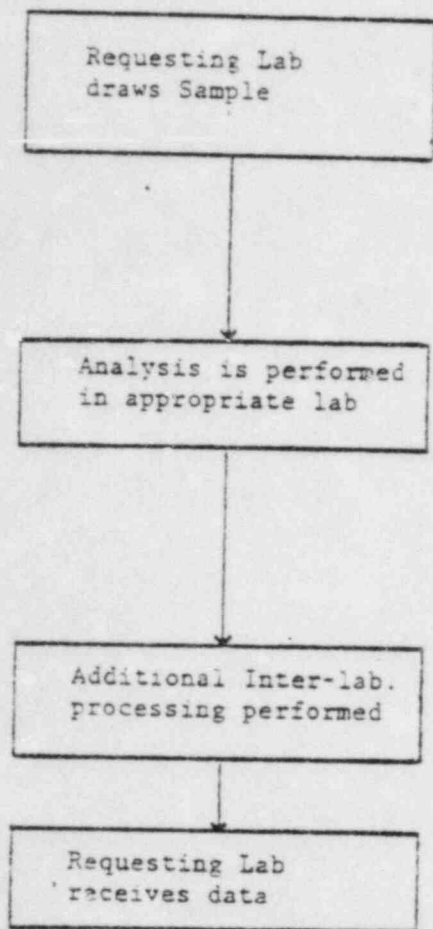 Requesting Lab
draws Sample
Analysis is performed
in appropriate lab
Additional Inter-lab.
processing performed
Requesting Lab
receives data